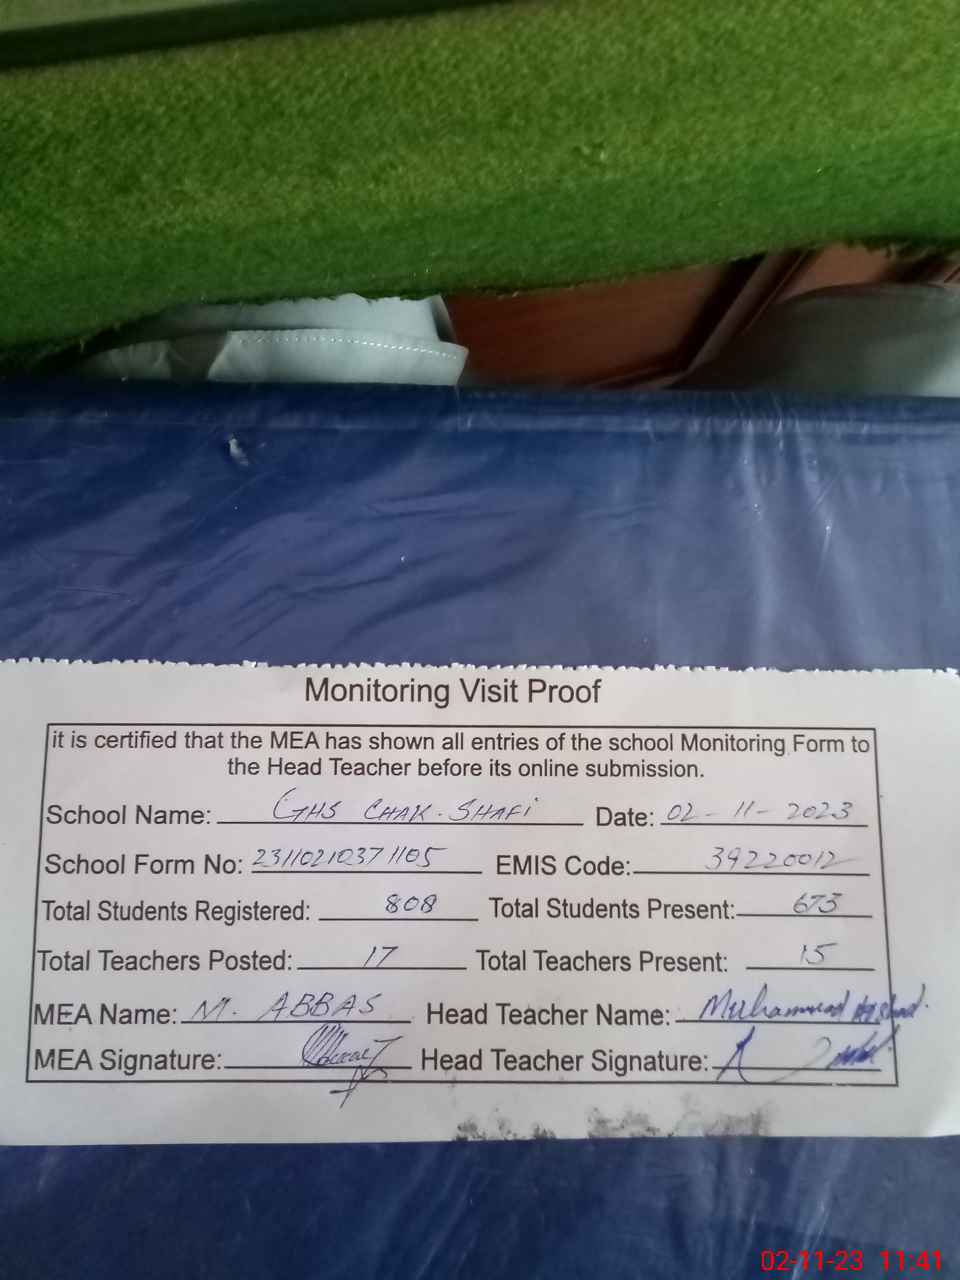 Monitoring Visit Proof
it is certified that the MEA has shown all entries of the school Monitoring Form to
the Head Teacher before its online submission.
School Name: GHS CHAK-SHAFi Date: 02-11-2023
School Form No: 23110210371105 EMIS Code: 39220012
Total Students Registered: 808 Total Students Present: 673
Total Teachers Posted: 17 Total Teachers Present: 15
MEA Name: M. ABBAS Head Teacher Name: Muhammad
MEA Signature: Head Teacher Signature:
02-11-23 11:41